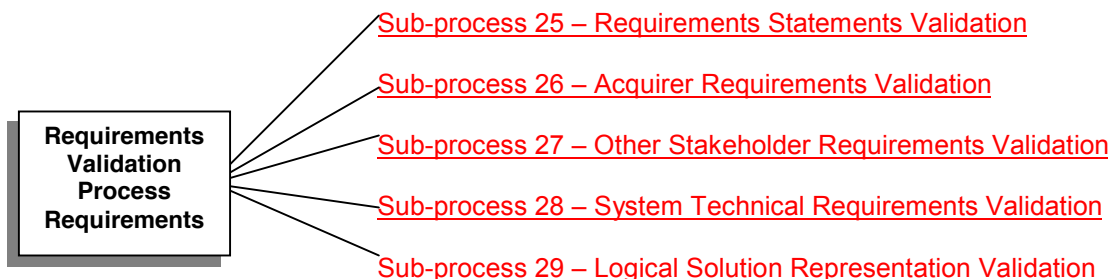 Sub-process 25 – Requirements Statements Validation
Sub-process 26 – Acquirer Requirements Validation
Requirements
Validation
Process
Requirements
Sub-process 27 – Other Stakeholder Requirements Validation
Sub-process 28 – System Technical Requirements Validation
Sub-process 29 – Logical Solution Representation Validation